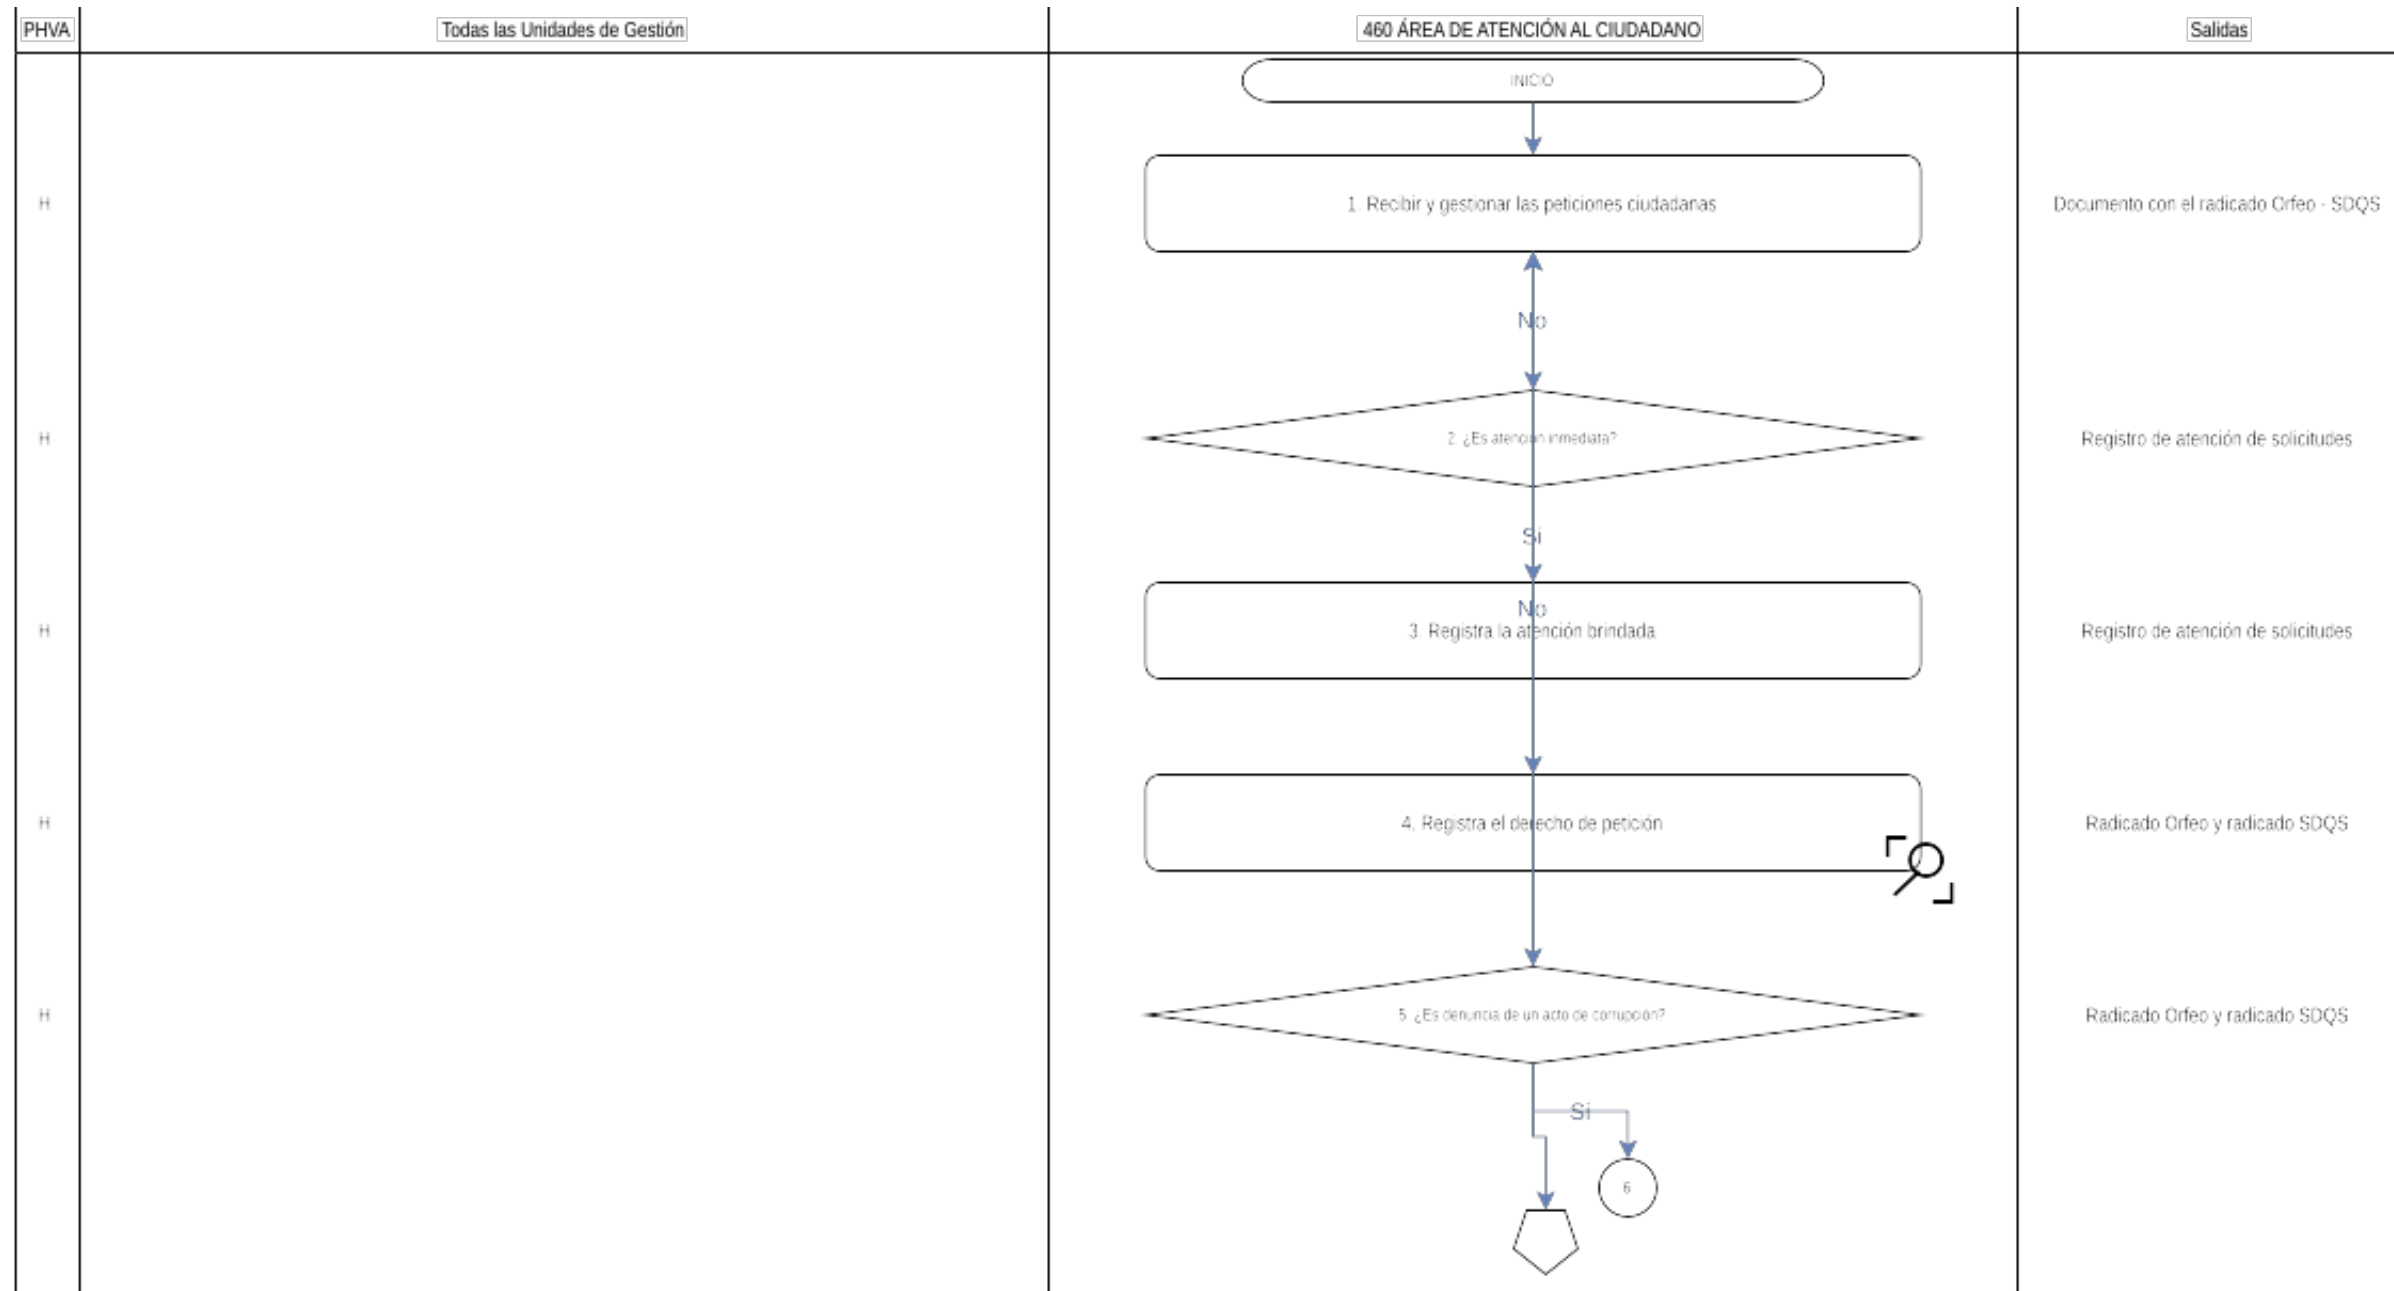 PHVA
Todas las Unidades de Gestión
460 ÁREA DE ATENCIÓN AL CIUDADANO
Salidas
INICIO
H
1. Recibir y gestionar las peticiones ciudadanas
Documento con el radicado Orfeo - SDQS
No
H
2. ¿Es atención inmediata?
Registro de atención de solicitudes
Si
No
H
3. Registra la atención brindada
Registro de atención de solicitudes
H
4. Registra el derecho de petición
Radicado Orfeo y radicado SDQS
H
5. ¿Es denuncia de un acto de corrupción?
Radicado Orfeo y radicado SDQS
Si
6